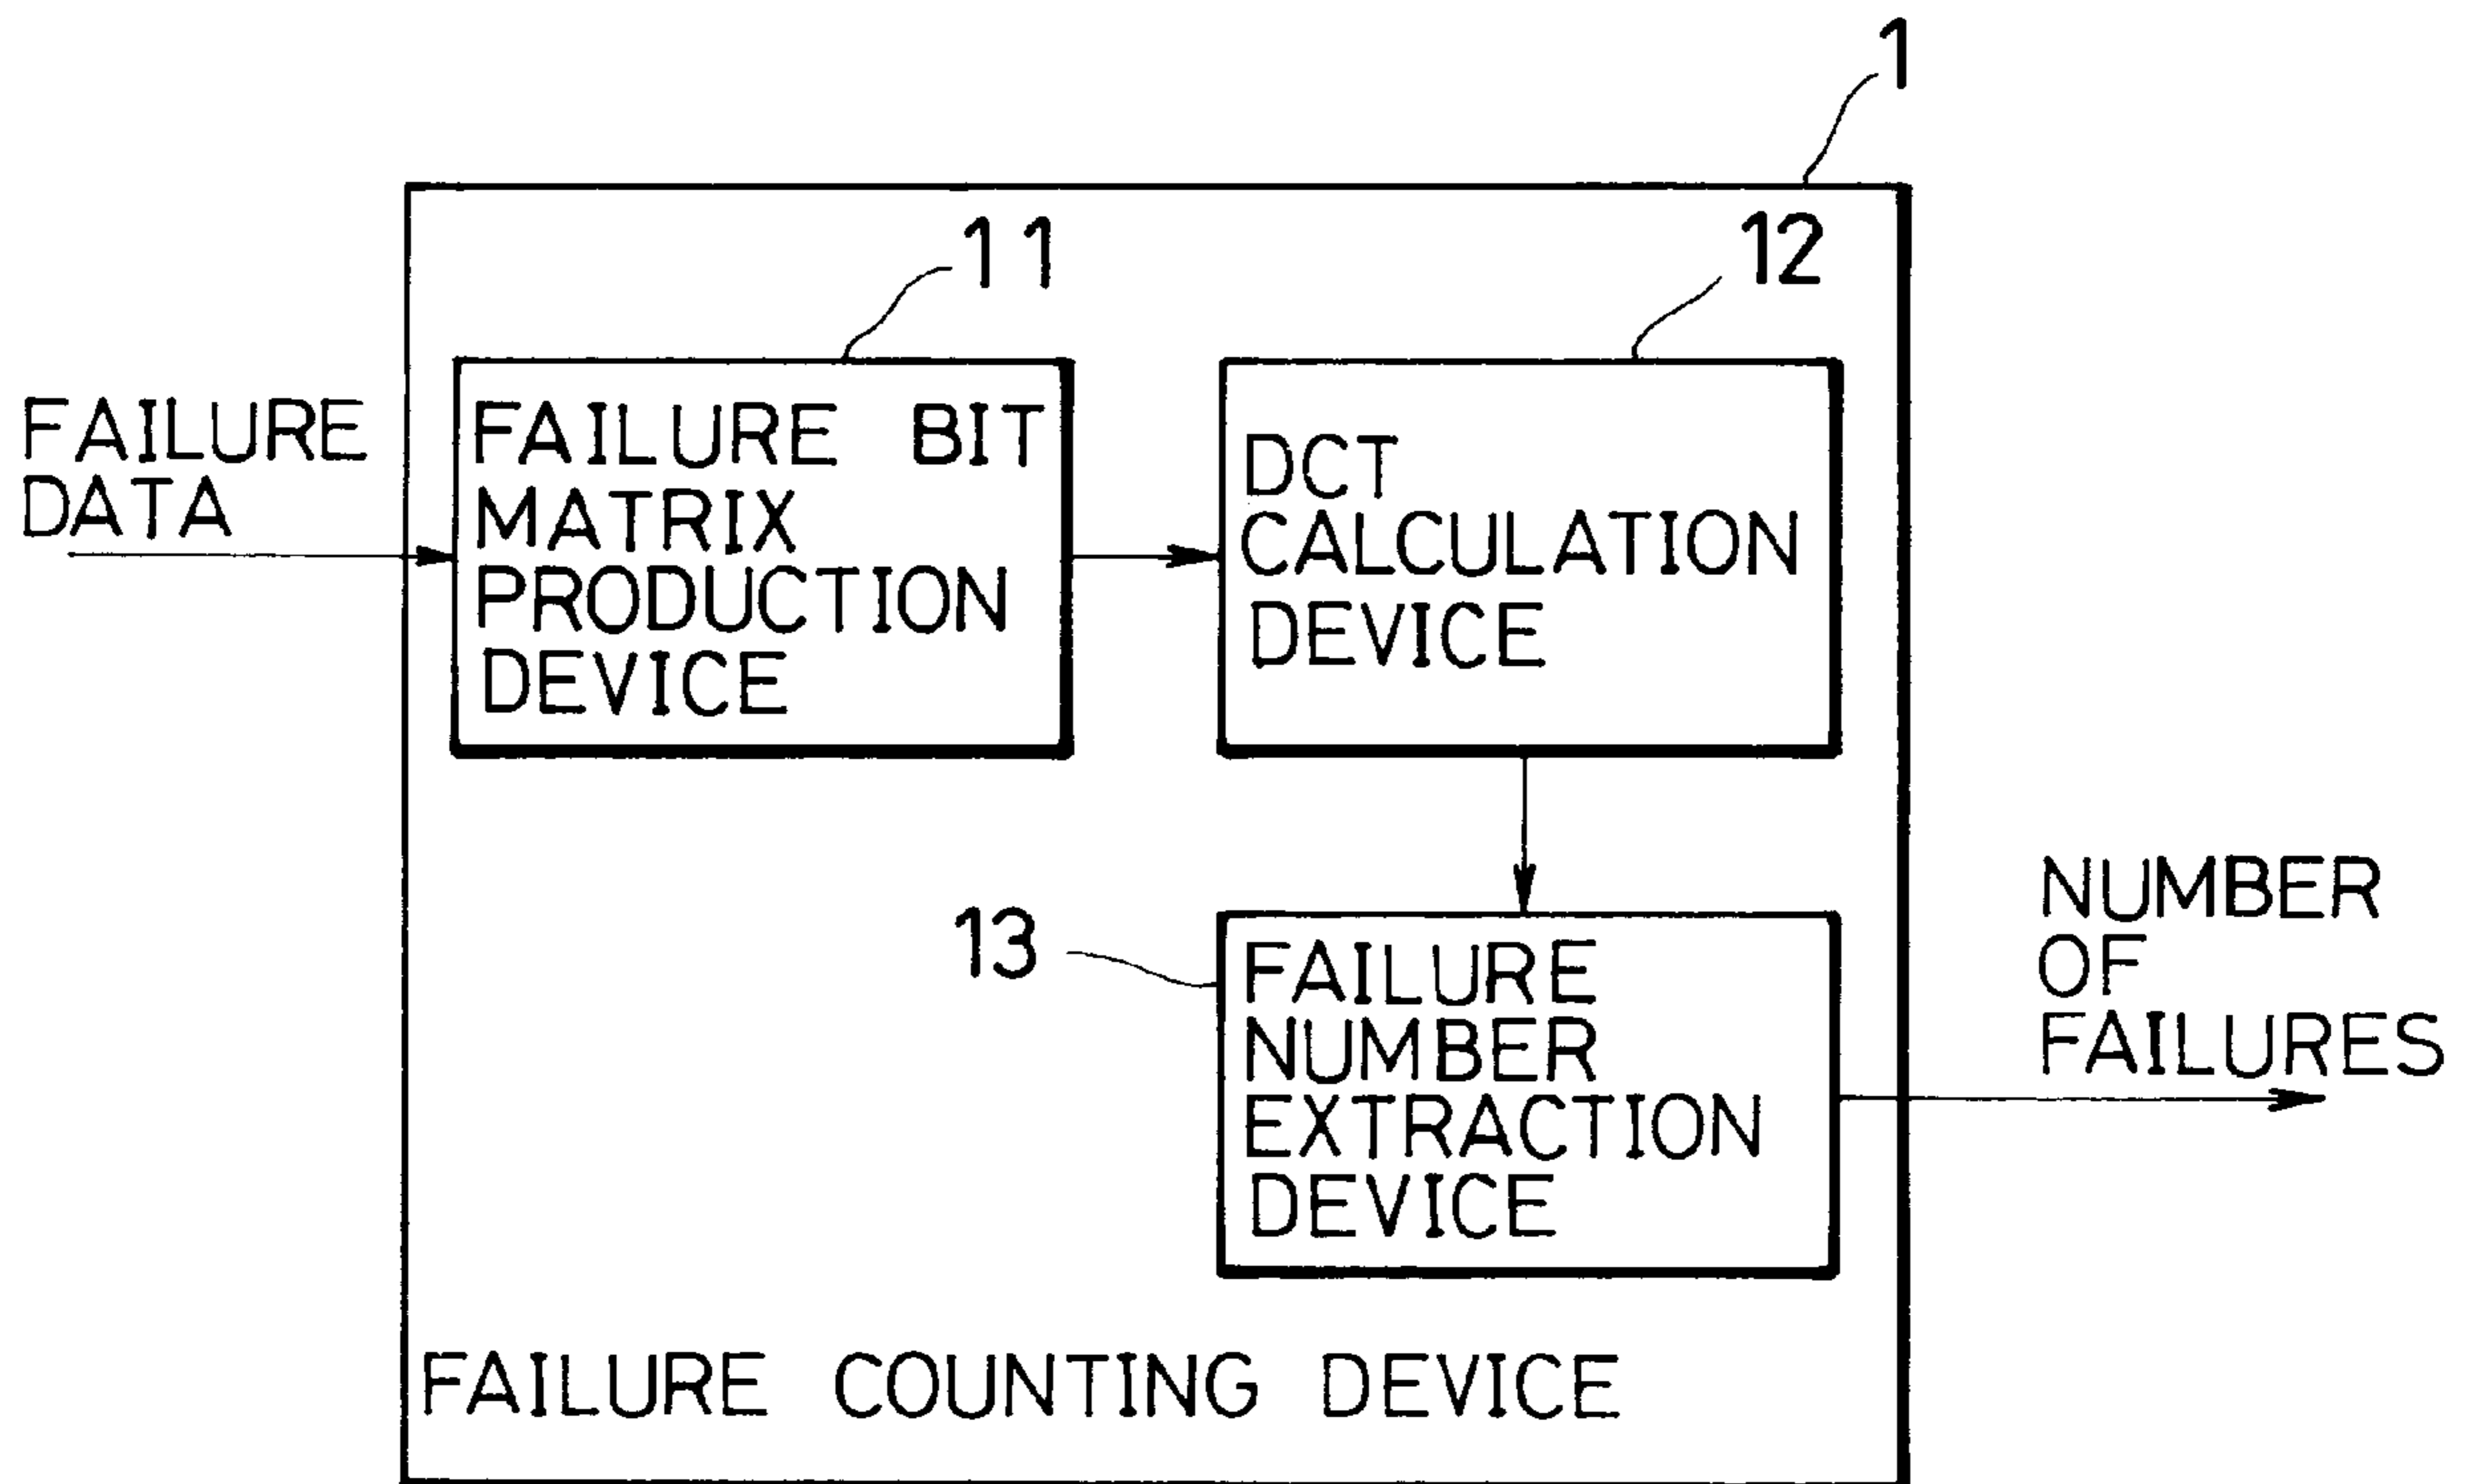 1
11
12
FAILURE
DATA
FAILURE BIT
MATRIX
PRODUCTION
DEVICE
DCT
CALCULATION
DEVICE
13
FAILURE
NUMBER
EXTRACTION
DEVICE
NUMBER
OF
FAILURES
FAILURE COUNTING DEVICE